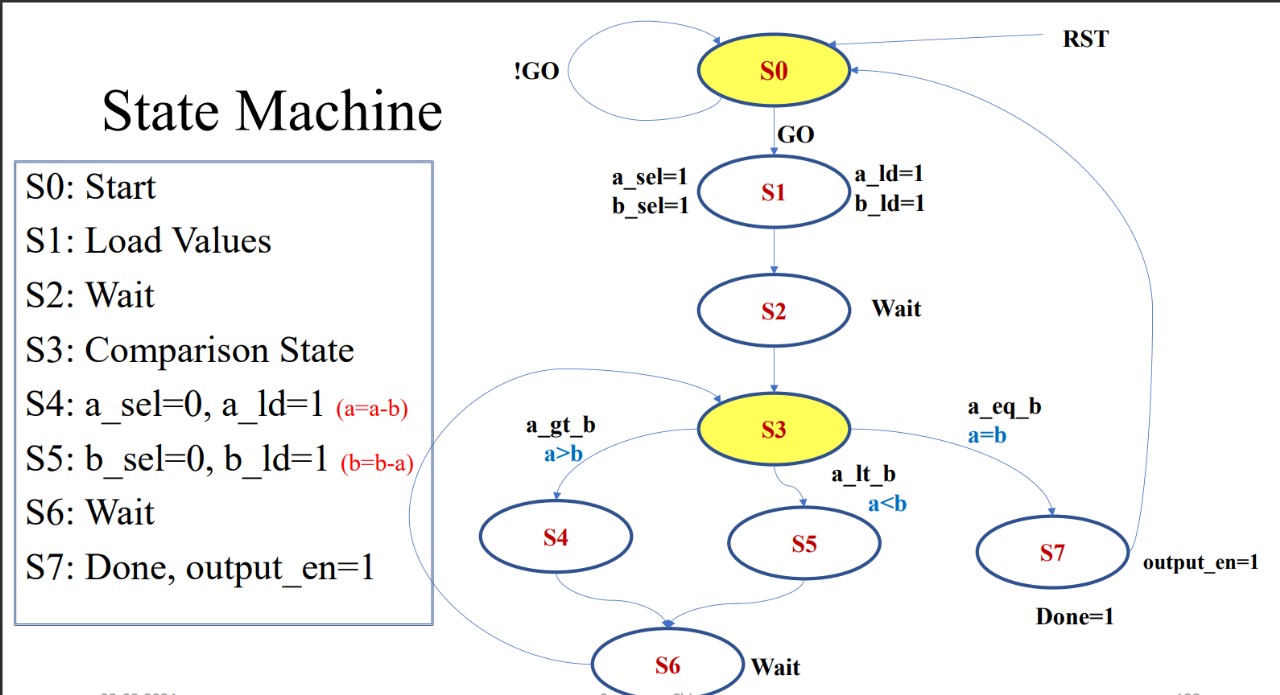 State Machine
S0: Start
S1: Load Values
S2: Wait
S3: Comparison State
S4: a_sel=0, a_ld=1 (a=a-b)
S5: b_sel=0, b_ld=1 (b=b-a)
S6: Wait
S7: Done, output_en=1
RST
!GO
S0
GO
a_sel=1
b_sel=1
S1
a_ld=1
b_ld=1
S2
Wait
S3
a_gt_b
a>b
a_lt_b
a<b
a_eq_b
a=b
S4
S5
S7
output_en=1
Done=1
S6
Wait